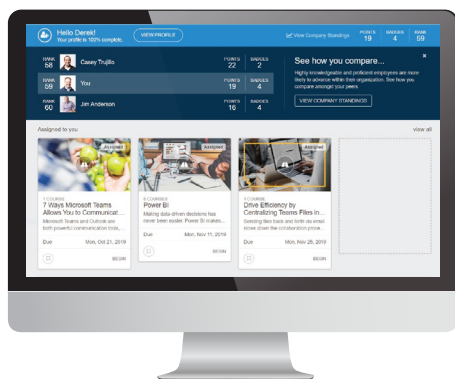 Hello Derek!
Your profile is 100% complete.
VIEW PROFILE
View Company Standings
POINTS
19
BADGES
4
RANK
59
RANK
58
Casey Trujillo
POINTS
22
BADGES
2
RANK
59
You
POINTS
19
BADGES
4
RANK
60
Jim Anderson
POINTS
16
BADGES
4
See how you compare...
Highly knowledgeable and proficient employees are more
likely to advance within their organization. See how you
compare amongst your peers
VIEW COMPANY STANDINGS
Assigned to you
view all
Assigned
1 COURSE
7 Ways Microsoft Teams
Allows You to Communicat...
Microsoft Teams and Outlook are
both powerful communication tools,...
Due
Mon, Oct 21, 2019
BEGIN
Assigned
COURSES
Power BI
Making data-driven decisions has
never been easier. Power BI makes...
Due
Mon, Nov 11, 2019
BEGIN
Assigned
1 COURSE
Drive Efficiency by
Centralizing Teams Files in...
Sending files back and forth via email
slows down the collaboration proce...
Due
Mon, Nov 25, 2019
BEGIN